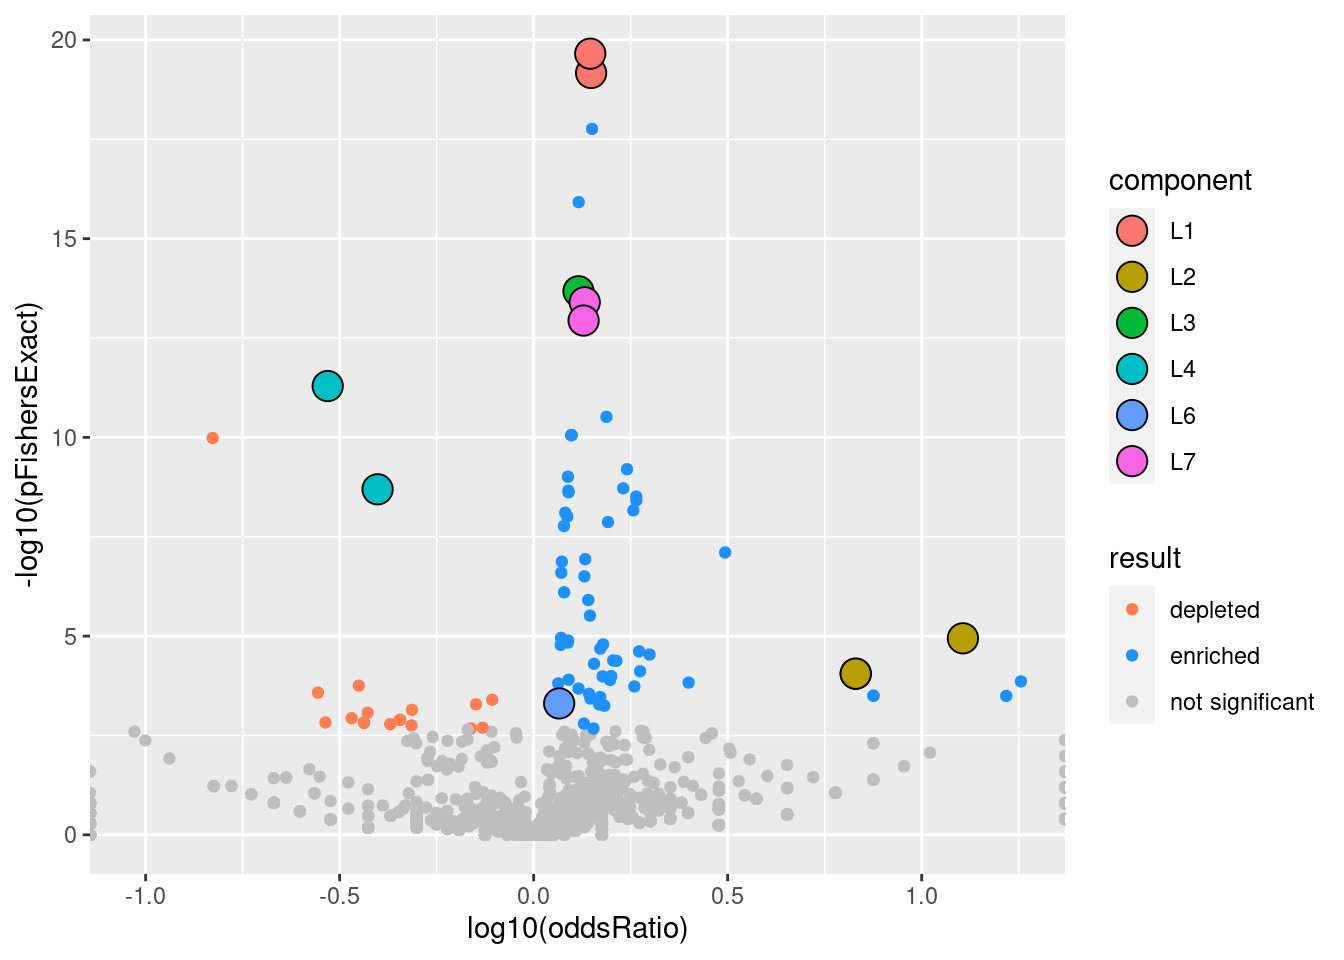 20
15
10
5
0
-log10(pFishersExact)
-1.0
-0.5
0.0
0.5
1.0
log10(oddsRatio)
component
L1
L2
L3
L4
L6
L7
result
depleted
enriched
not significant